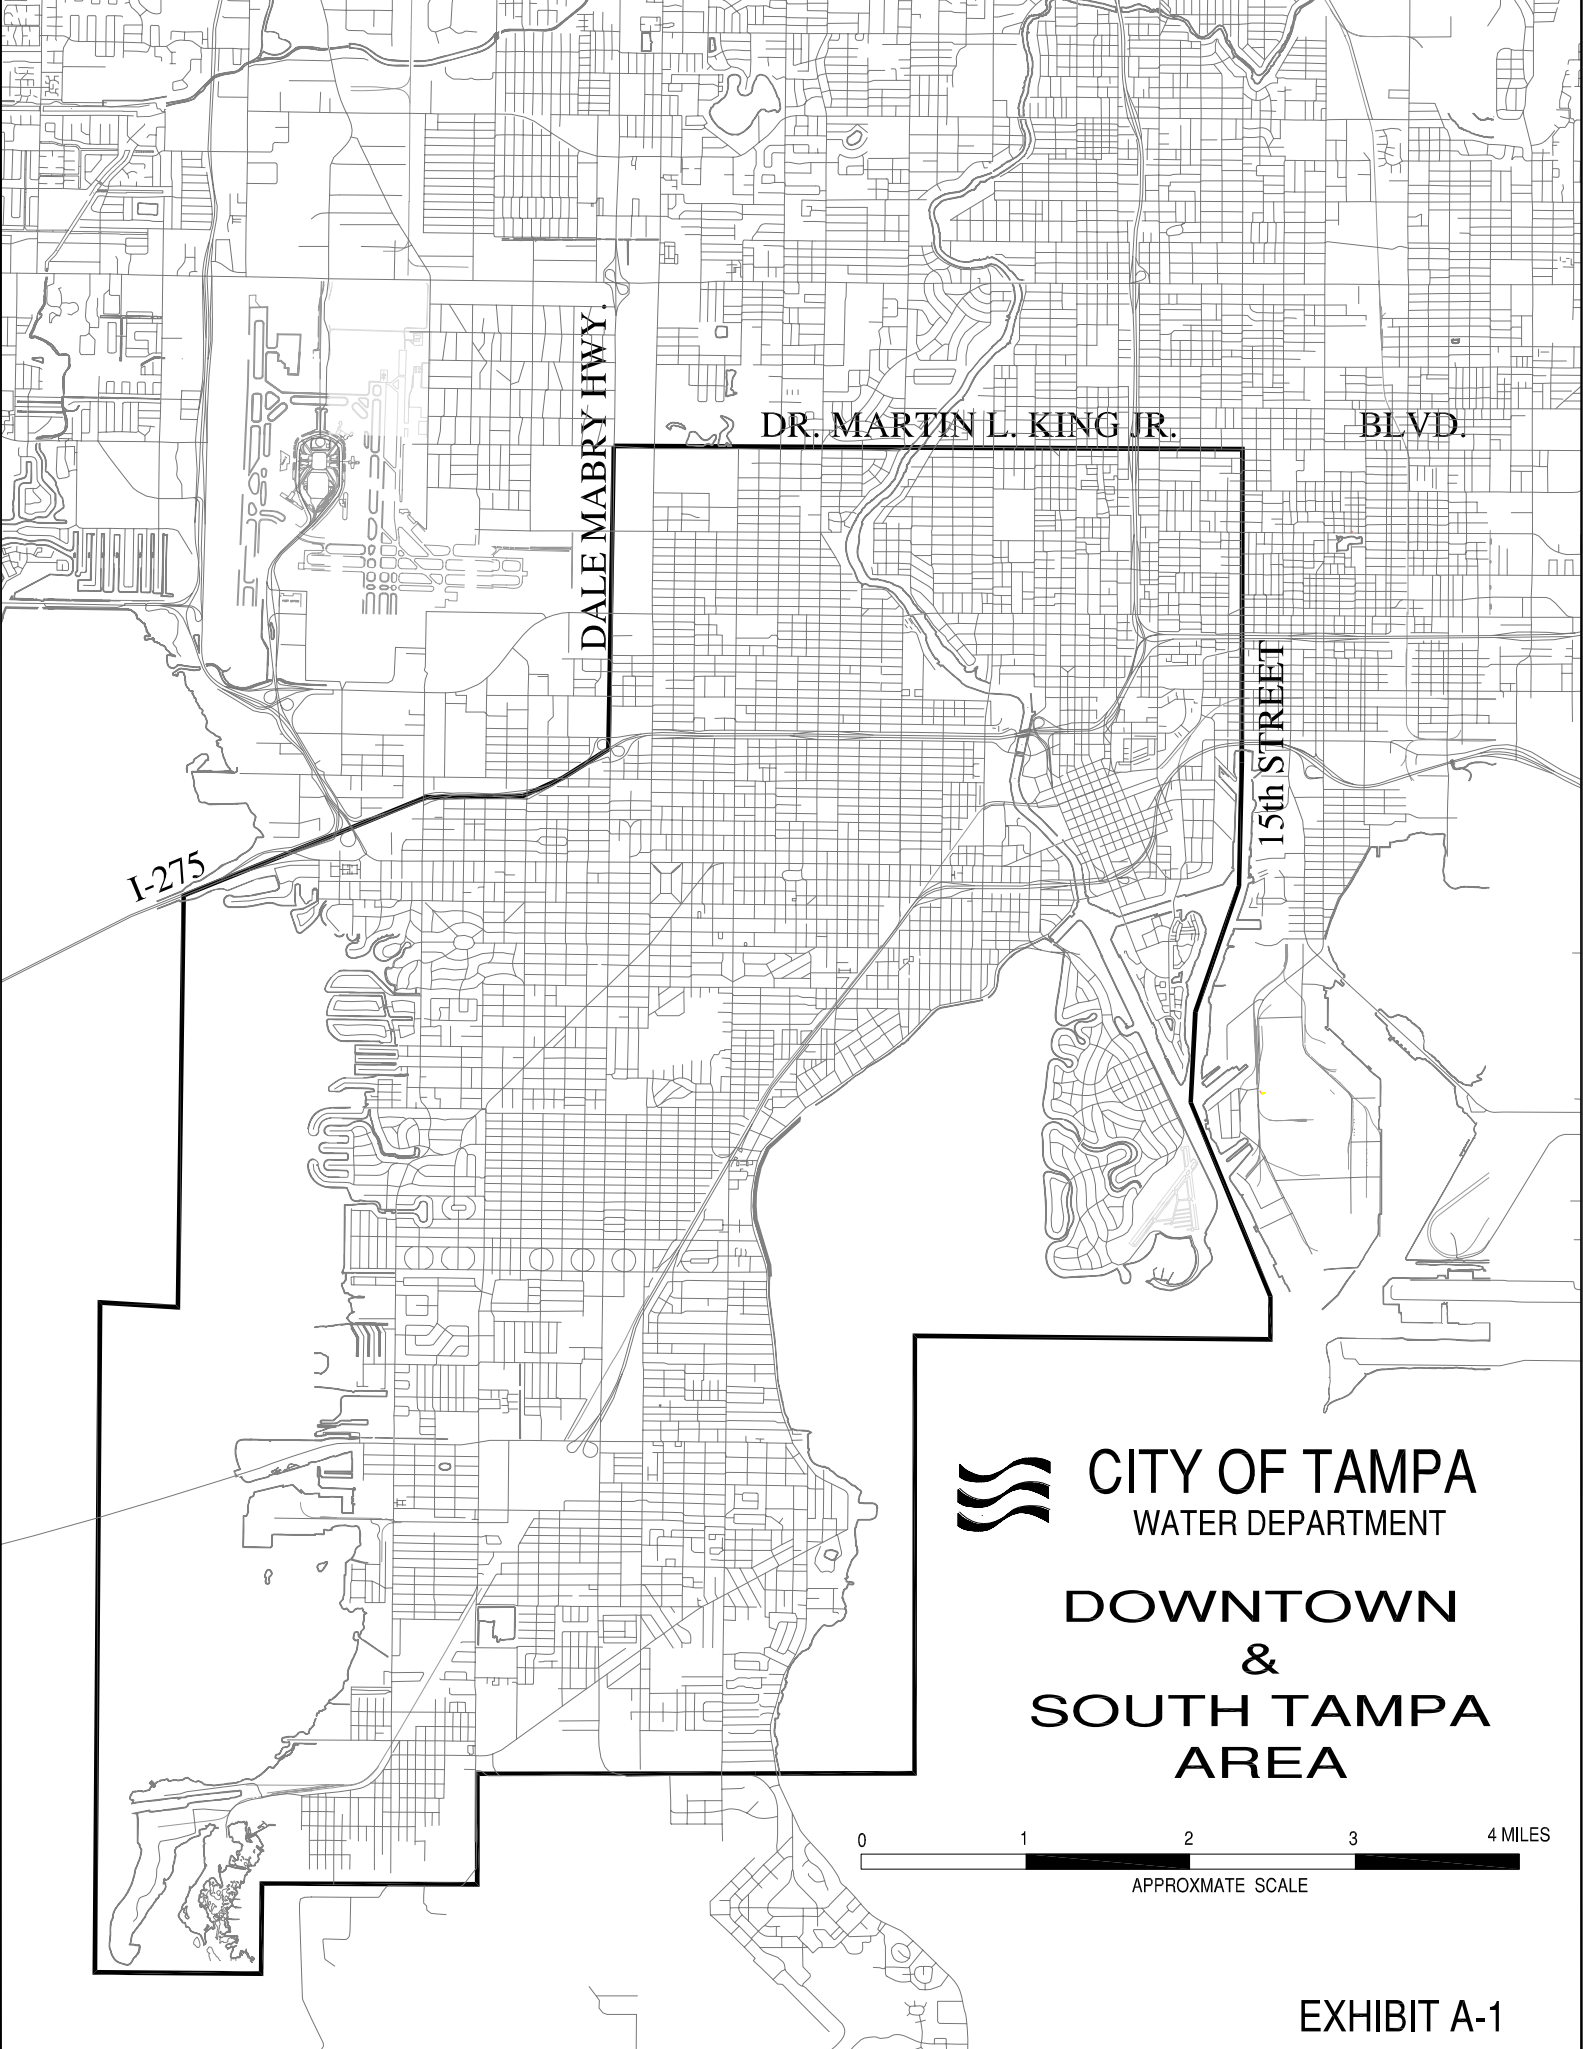 DALE MABRY HWY.
DR. MARTIN L. KING JR. BLVD.
15th STREET
I-275
CITY OF TAMPA
WATER DEPARTMENT
DOWNTOWN
&
SOUTH TAMPA
AREA
0 1 2 3 4 MILES
APPROXMATE SCALE
EXHIBIT A-1